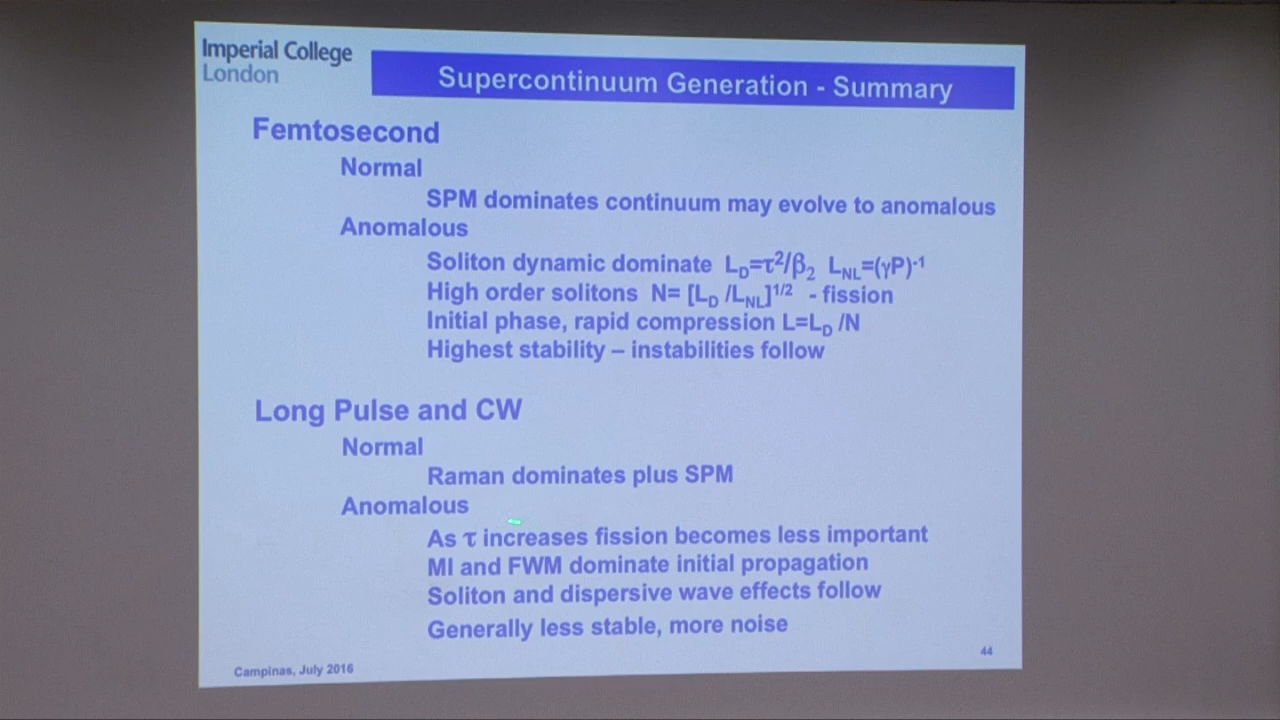 Imperial College
London
Supercontinuum Generation - Summary
Femtosecond
Normal
SPM dominates continuum may evolve to anomalous
Anomalous
Soliton dynamic dominate L_D=τ²/β₂ L_NL=(γP)⁻¹
High order solitons N= [L_D /L_NL]^1/2 - fission
Initial phase, rapid compression L=L_D /N
Highest stability – instabilities follow
Long Pulse and CW
Normal
Raman dominates plus SPM
Anomalous
As τ increases fission becomes less important
MI and FWM dominate initial propagation
Soliton and dispersive wave effects follow
Generally less stable, more noise
44
Campinas, July 2016